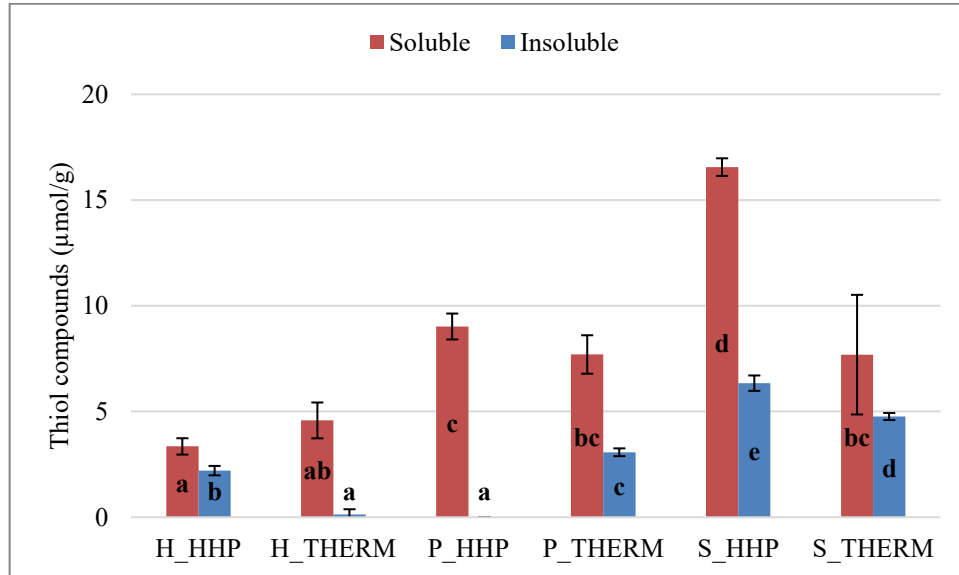 Soluble Insoluble
Thiol compounds (µmol/g)
20
15
10
5
0
a b ab a c a bc c d e bc d
H_HHP H_THERM P_HHP P_THERM S_HHP S_THERM